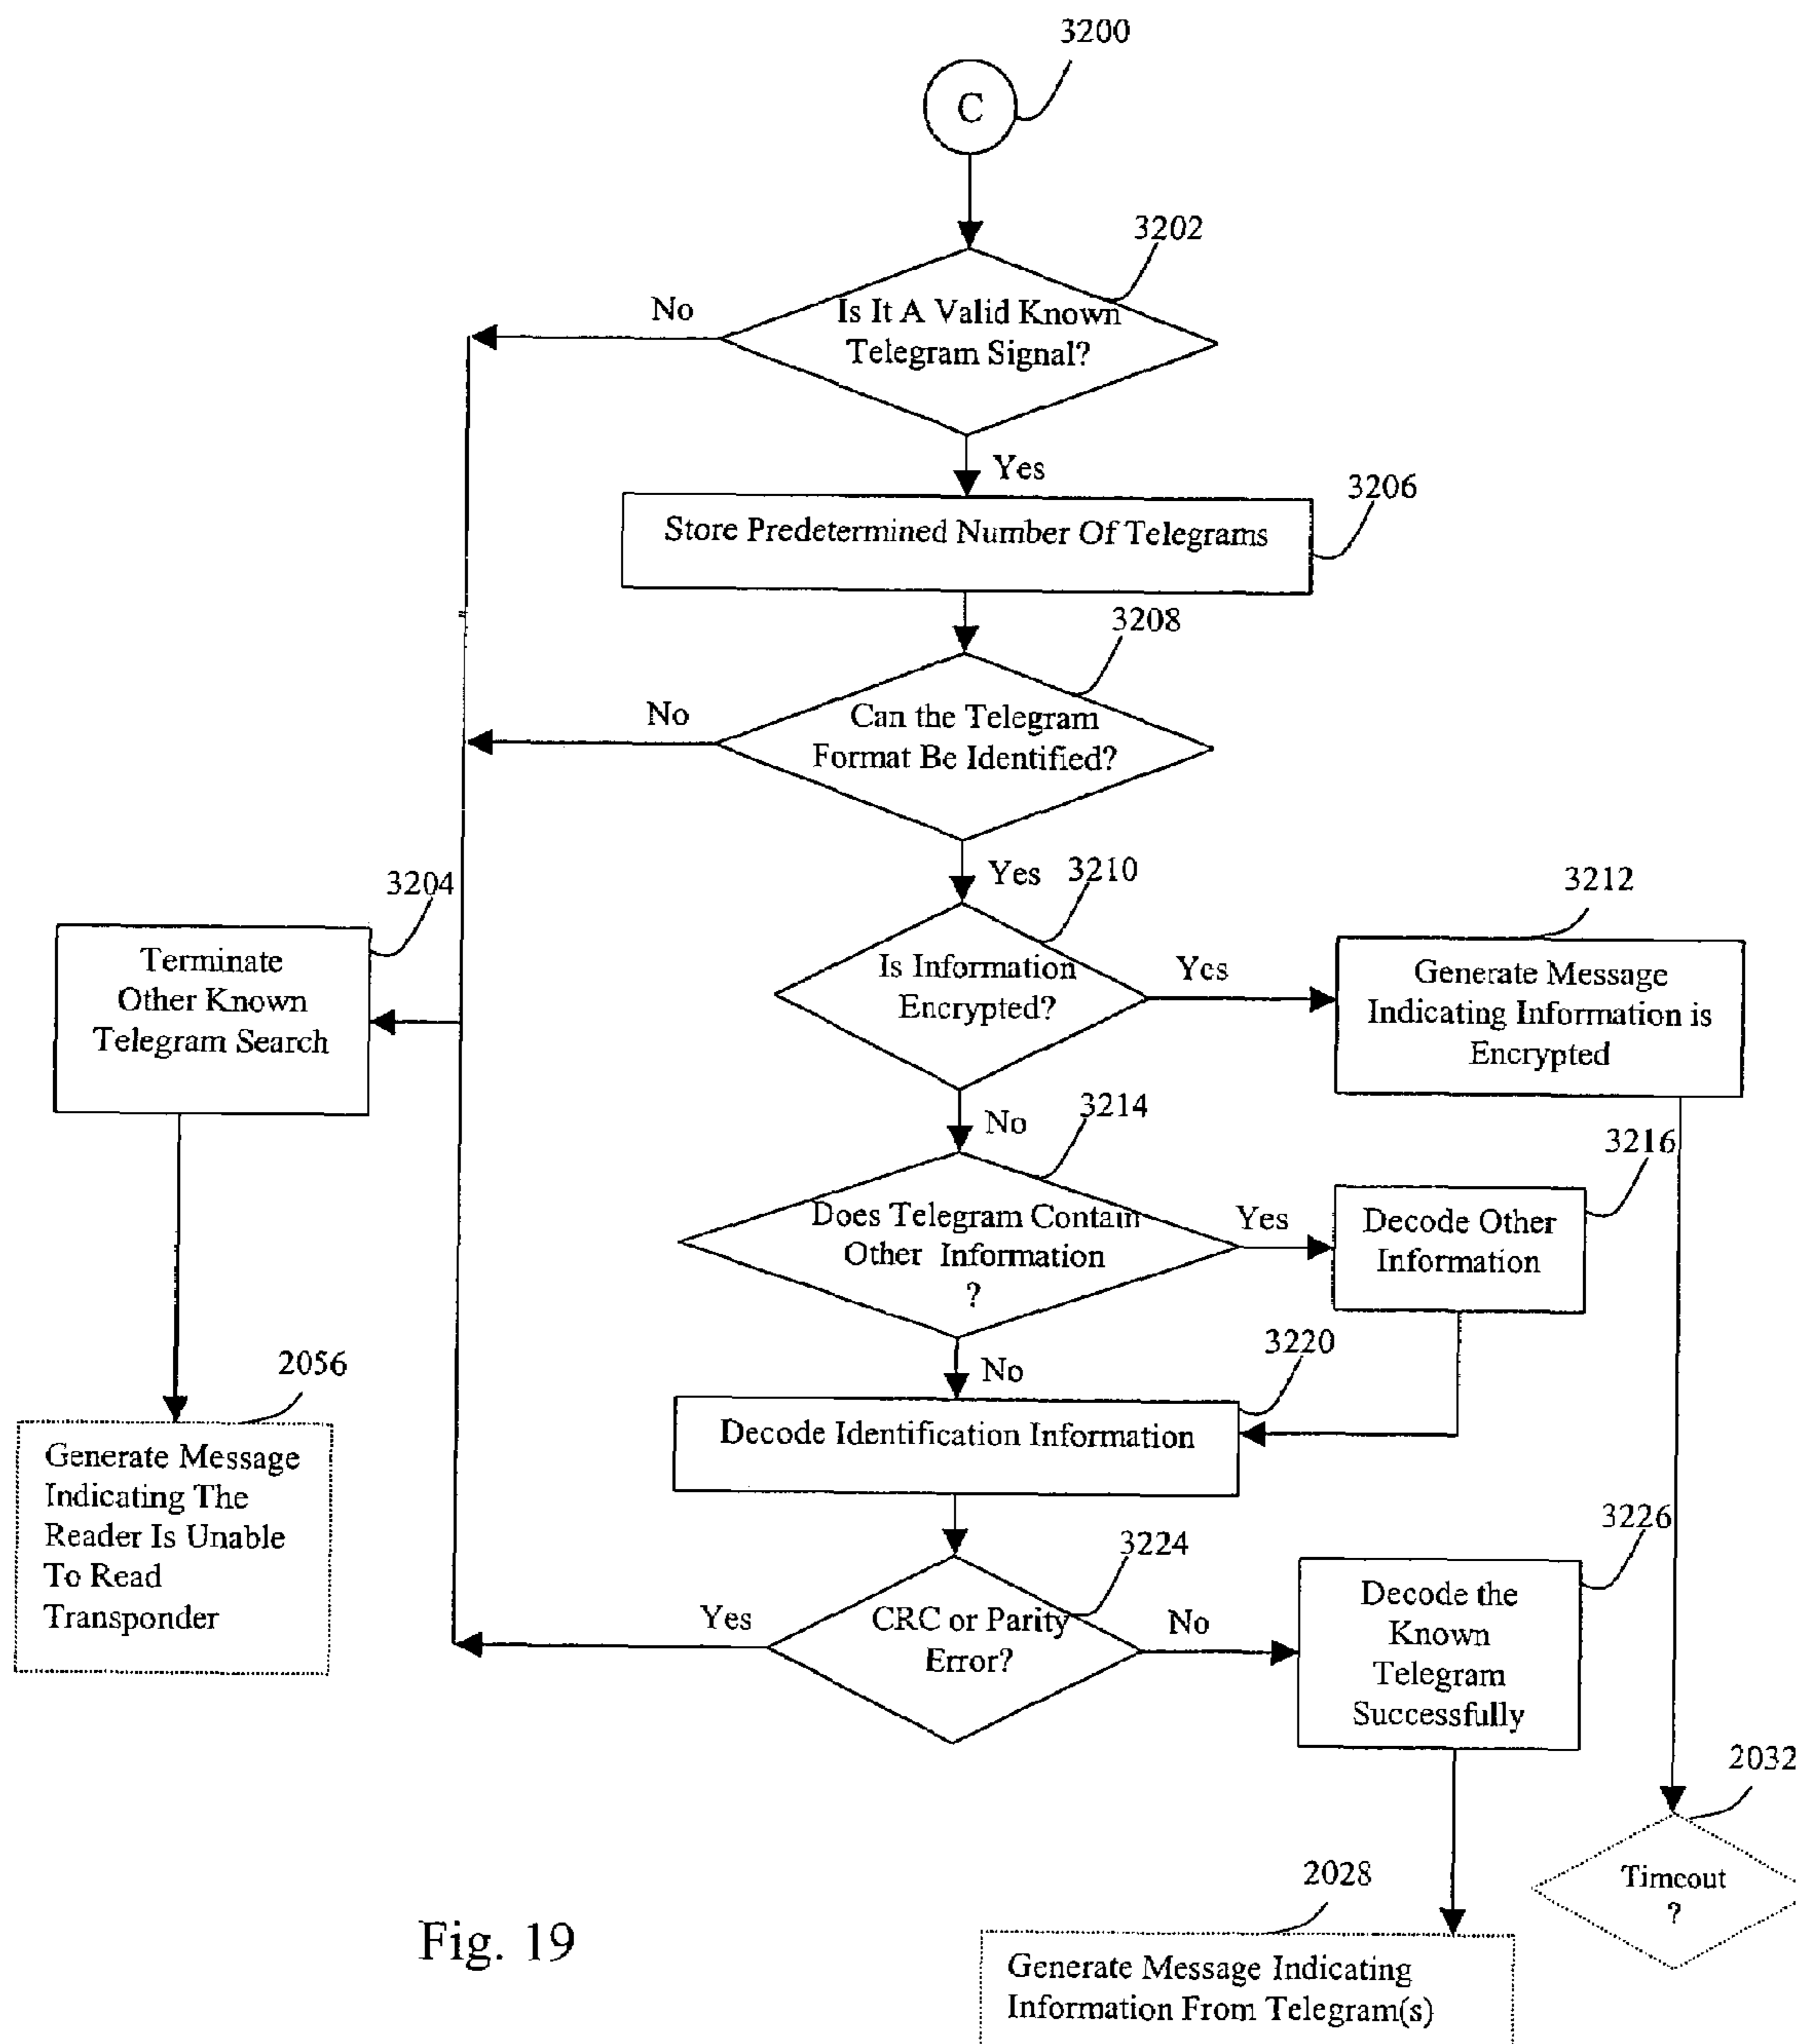 3200
C
3202
No
Is It A Valid Known
Telegram Signal?
Yes
3206
Store Predetermined Number Of Telegrams
3208
No
Can the Telegram
Format Be Identified?
Yes
3210
3204
3212
Terminate
Other Known
Telegram Search
Is Information
Encrypted?
Yes
Generate Message
Indicating Information is
Encrypted
No
3214
3216
Does Telegram Contain
Other Information
?
Yes
Decode Other
Information
2056
No
3220
Generate Message
Indicating The
Reader Is Unable
To Read
Transponder
Decode Identification Information
3224
3226
Yes
CRC or Parity
Error?
No
Decode the
Known
Telegram
Successfully
2032
2028
Timeout
?
Fig. 19
Generate Message Indicating
Information From Telegram(s)